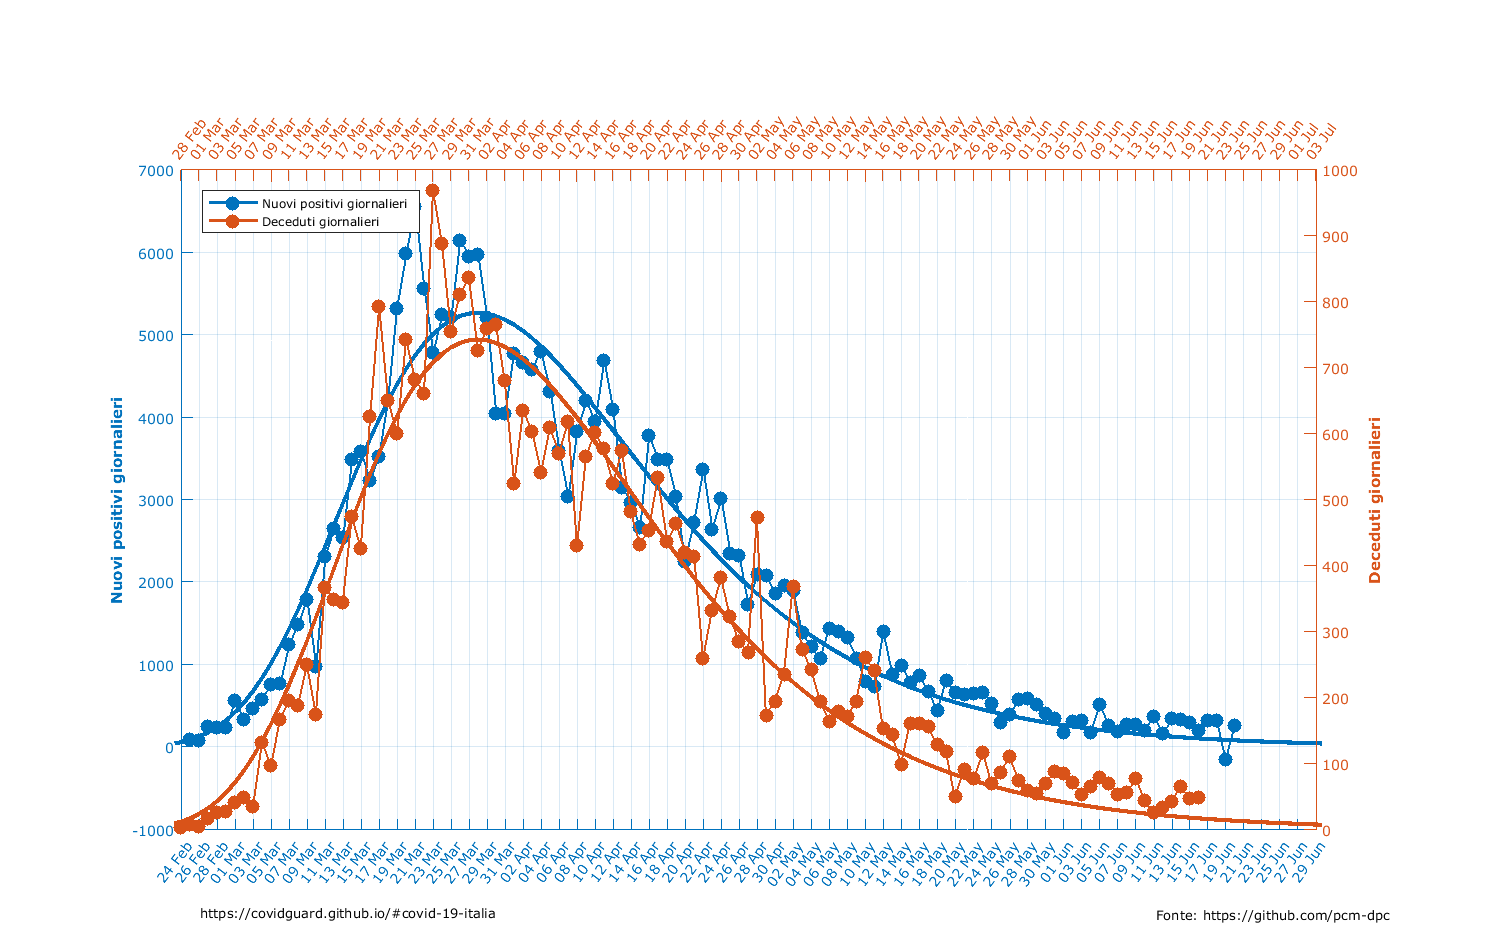 28 Feb
01 Mar
03 Mar
05 Mar
07 Mar
09 Mar
11 Mar
13 Mar
15 Mar
17 Mar
19 Mar
21 Mar
23 Mar
25 Mar
27 Mar
29 Mar
31 Mar
02 Apr
04 Apr
06 Apr
08 Apr
10 Apr
12 Apr
14 Apr
16 Apr
18 Apr
20 Apr
22 Apr
24 Apr
26 Apr
28 Apr
30 Apr
02 May
04 May
06 May
08 May
10 May
12 May
14 May
16 May
18 May
20 May
22 May
24 May
26 May
28 May
30 May
01 Jun
03 Jun
05 Jun
07 Jun
09 Jun
11 Jun
13 Jun
15 Jun
17 Jun
19 Jun
21 Jun
23 Jun
25 Jun
27 Jun
29 Jun
01 Jul
03 Jul
7000
6000
5000
4000
3000
2000
1000
0
-1000
Nuovi positivi giornalieri
Nuovi positivi giornalieri
Deceduti giornalieri
1000
900
800
700
600
500
400
300
200
100
0
Deceduti giornalieri
24 Feb
26 Feb
28 Feb
01 Mar
03 Mar
05 Mar
07 Mar
09 Mar
11 Mar
13 Mar
15 Mar
17 Mar
19 Mar
21 Mar
23 Mar
25 Mar
27 Mar
29 Mar
31 Mar
02 Apr
04 Apr
06 Apr
08 Apr
10 Apr
12 Apr
14 Apr
16 Apr
18 Apr
20 Apr
22 Apr
24 Apr
26 Apr
28 Apr
30 Apr
02 May
04 May
06 May
08 May
10 May
12 May
14 May
16 May
18 May
20 May
22 May
24 May
26 May
28 May
30 May
01 Jun
03 Jun
05 Jun
07 Jun
09 Jun
11 Jun
13 Jun
15 Jun
17 Jun
19 Jun
21 Jun
23 Jun
25 Jun
27 Jun
29 Jun
https://covidguard.github.io/#covid-19-italia
Fonte: https://github.com/pcm-dpc